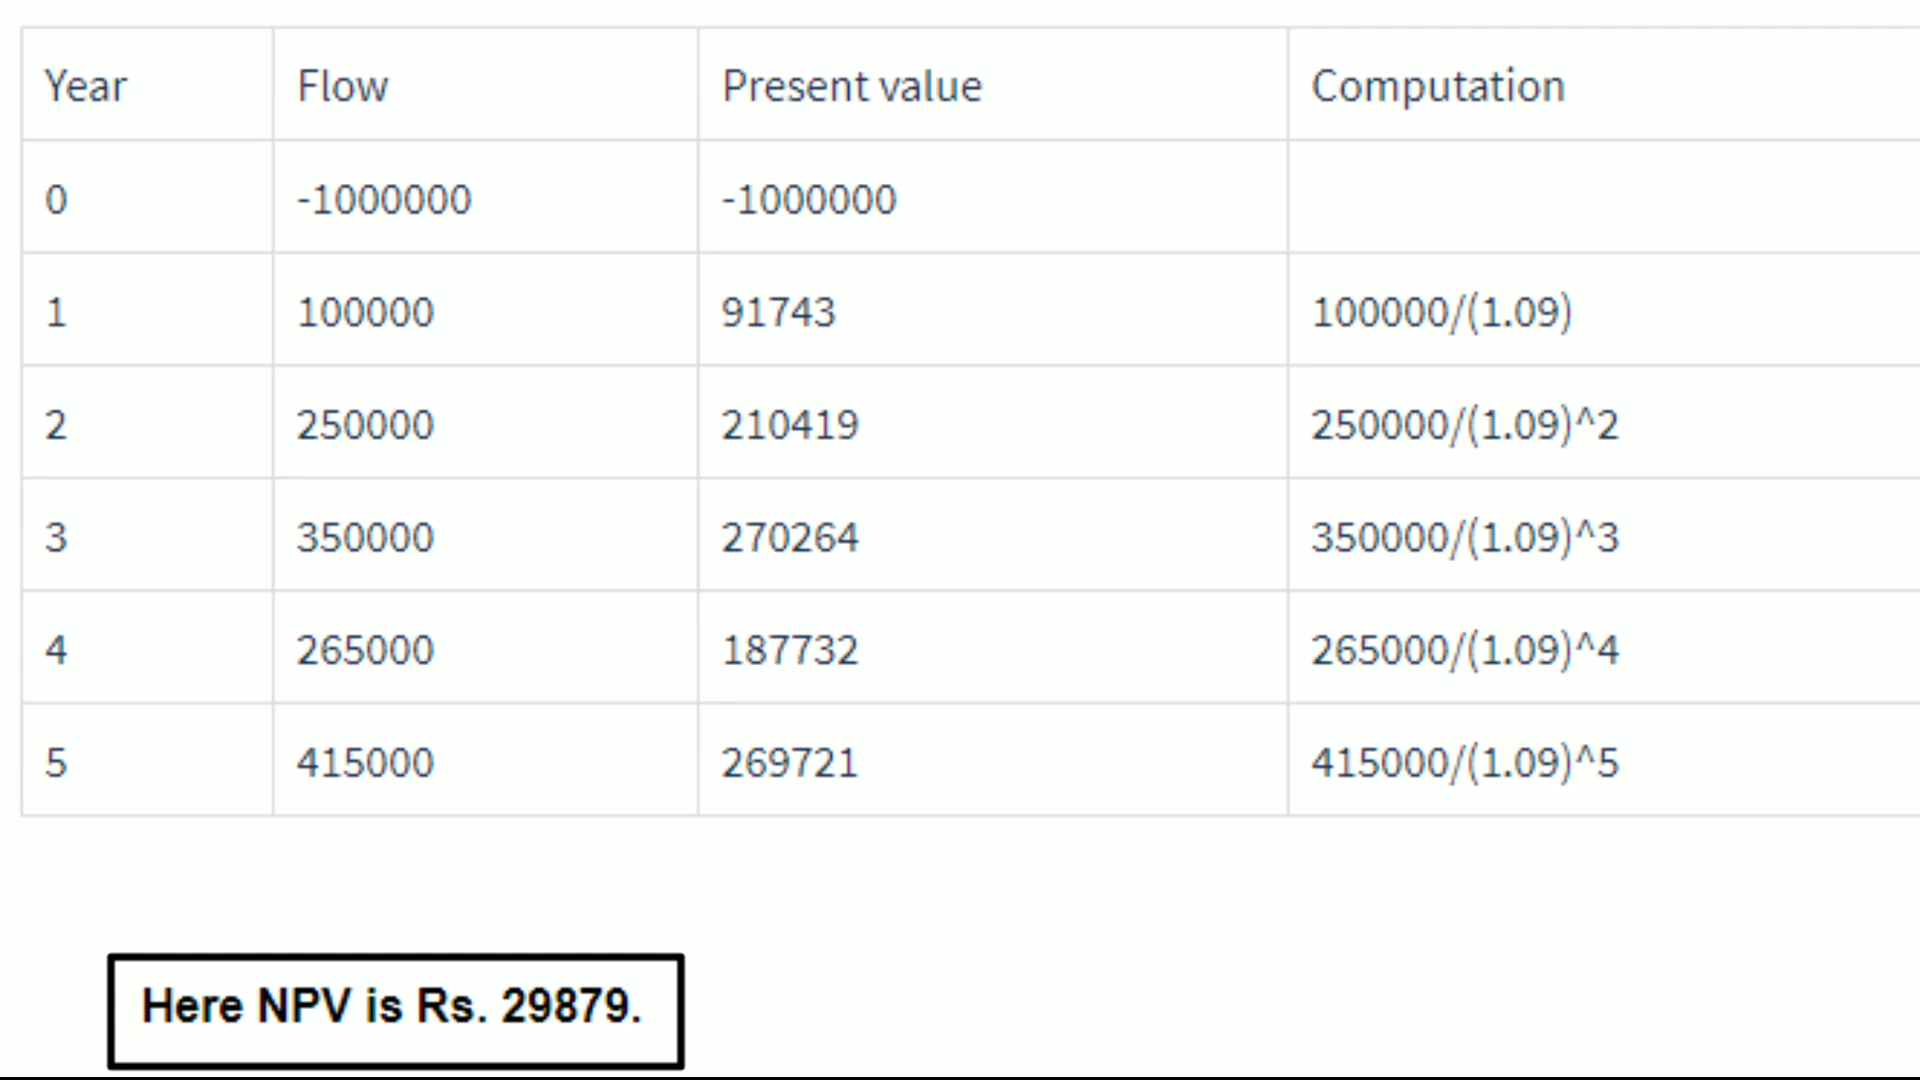 Year Flow Present value Computation
0 -1000000 -1000000
1 100000 91743 100000/(1.09)
2 250000 210419 250000/(1.09)^2
3 350000 270264 350000/(1.09)^3
4 265000 187732 265000/(1.09)^4
5 415000 269721 415000/(1.09)^5
Here NPV is Rs. 29879.